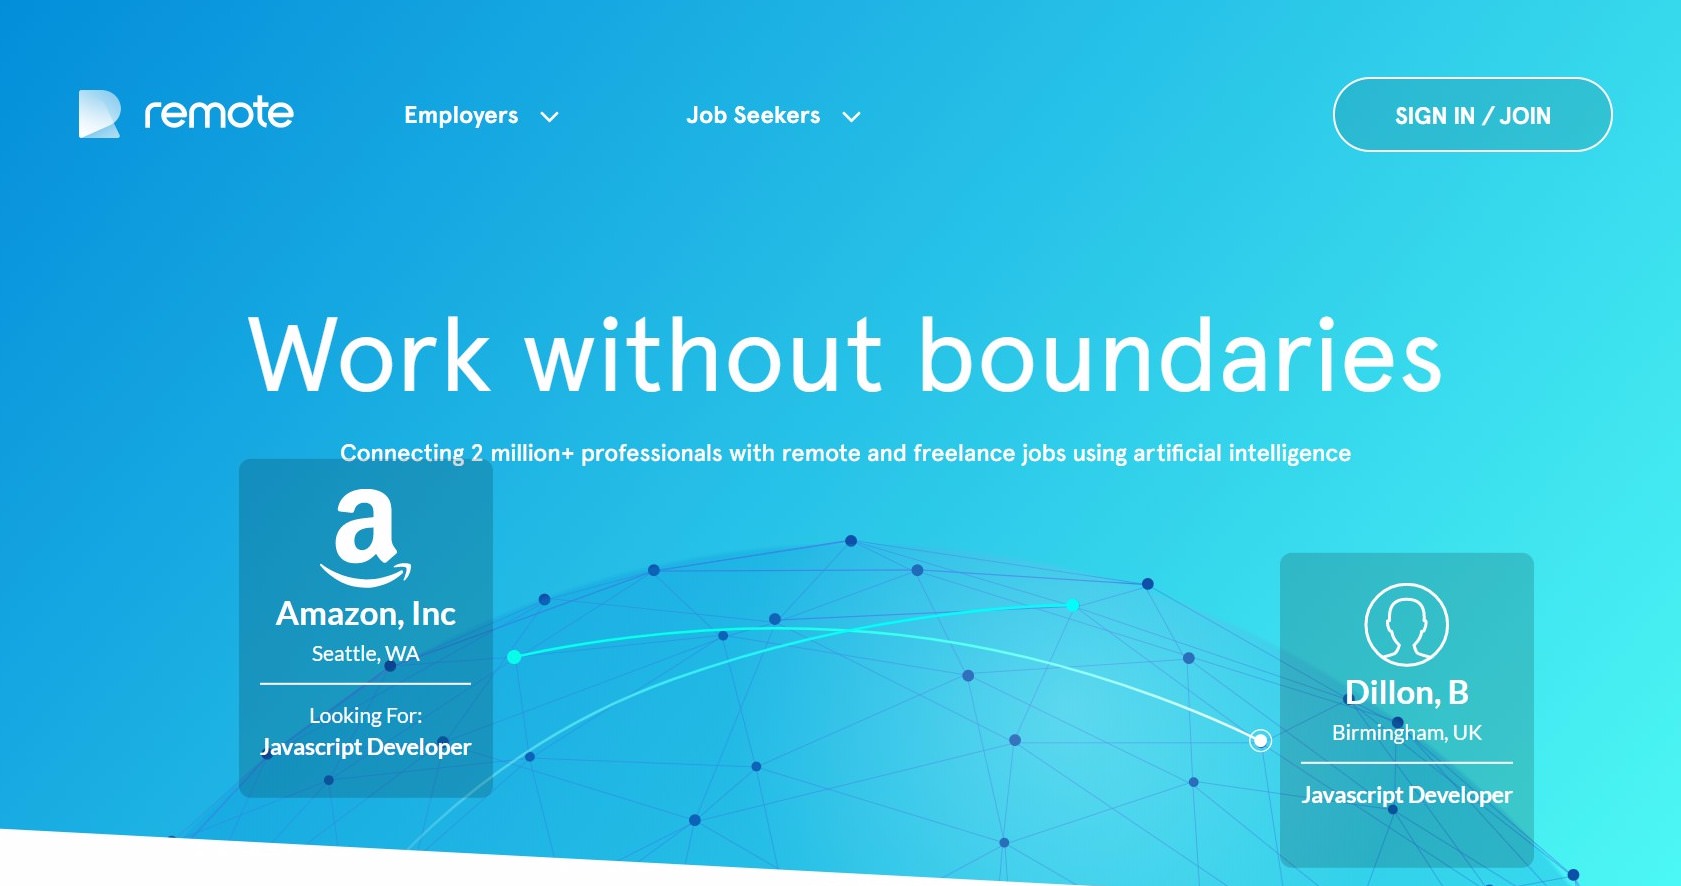 remote
Employers
Job Seekers
SIGN IN / JOIN
Work without boundaries
Connecting 2 million+ professionals with remote and freelance jobs using artificial intelligence
a
Amazon, Inc
Seattle, WA
Looking For:
Javascript Developer
Dillon, B
Birmingham, UK
Javascript Developer